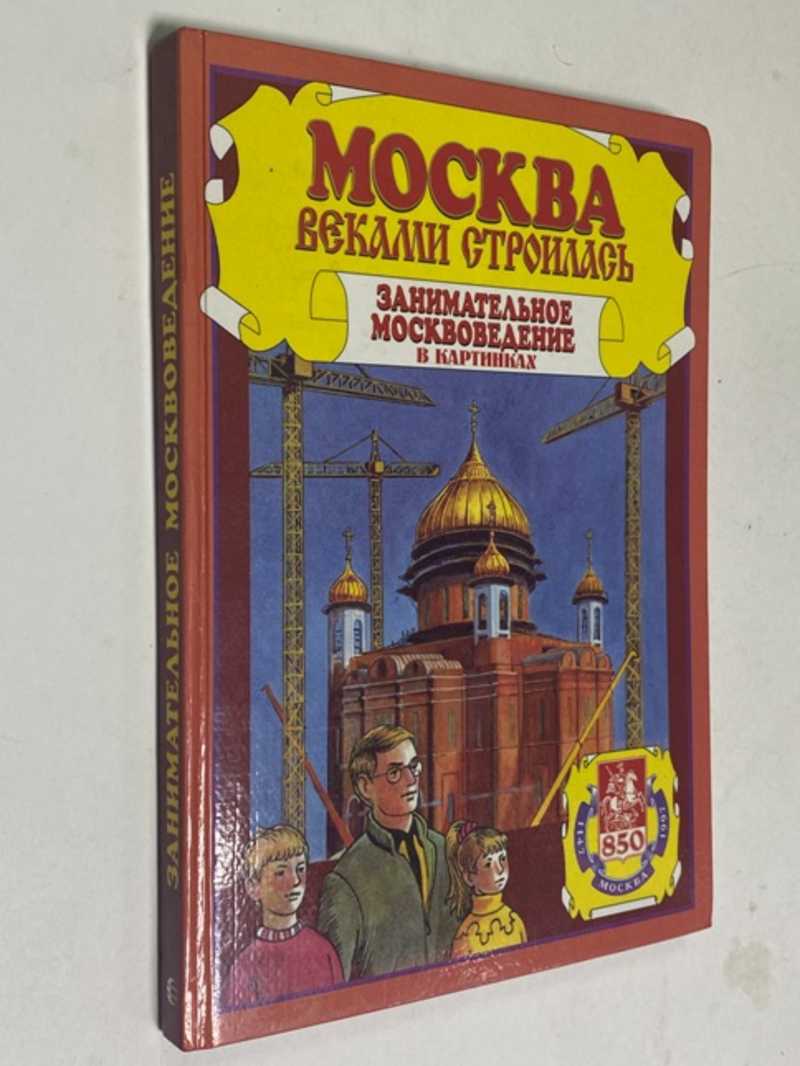 МОСКВА
ВЕКАМИ СТРОИЛАСЬ
ЗАНИМАТЕЛЬНОЕ
МОСКВОВЕДЕНИЕ
В КАРТИНКАХ
850
1147 МОСКВА 1997
ЗАНИМАТЕЛЬНОЕ МОСКВОВЕДЕНИЕ